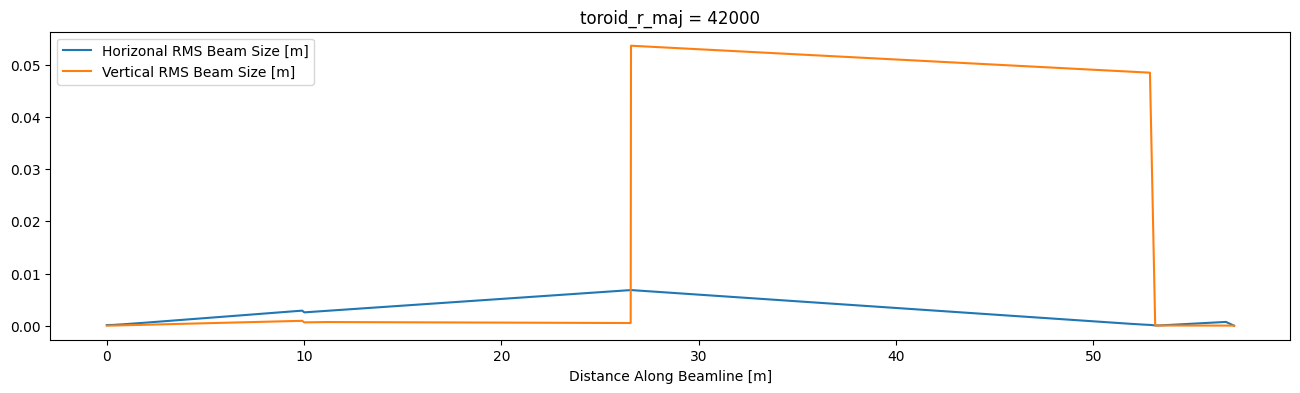 toroid_r_maj = 42000
Horizonal RMS Beam Size [m]
Vertical RMS Beam Size [m]
0.05
0.04
0.03
0.02
0.01
0.00
0 10 20 30 40 50
Distance Along Beamline [m]